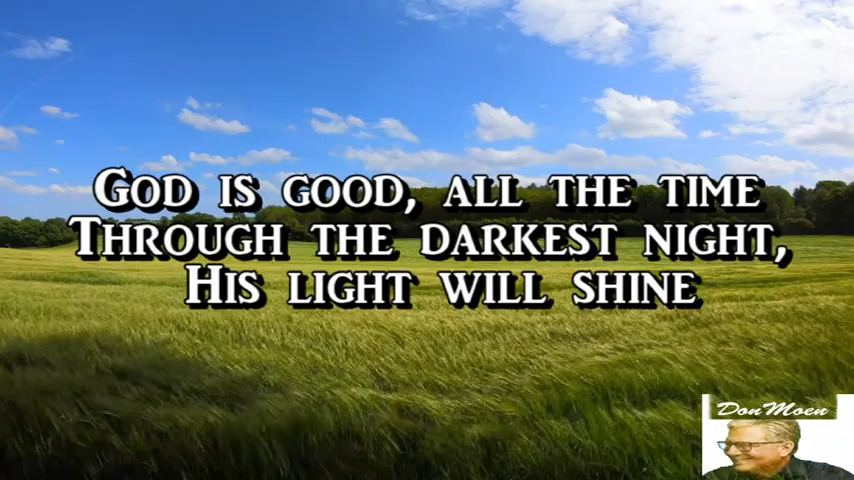 God is good, all the time
Through the darkest night,
His light will shine
Don Moen